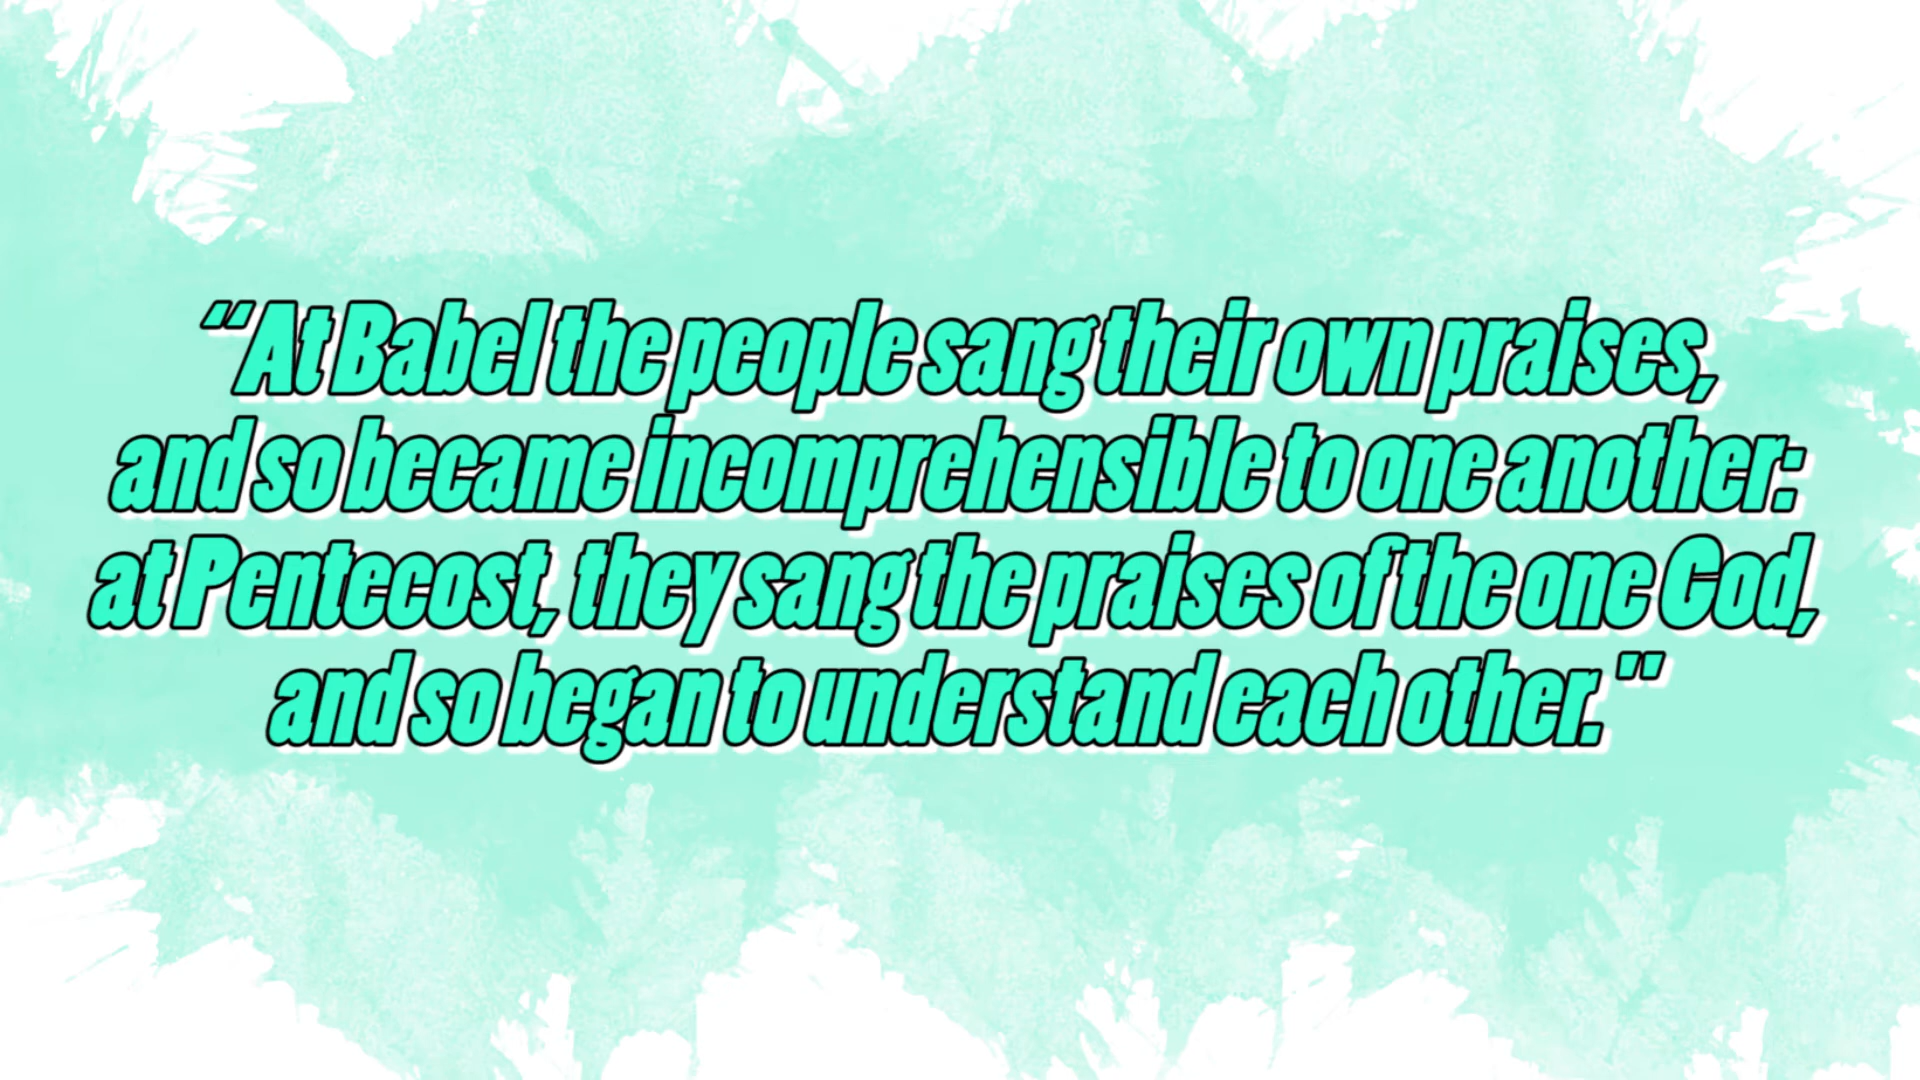 “At Babel the people sang their own praises,
and so became incomprehensible to one another:
at Pentecost, they sang the praises of the one God,
and so began to understand each other."